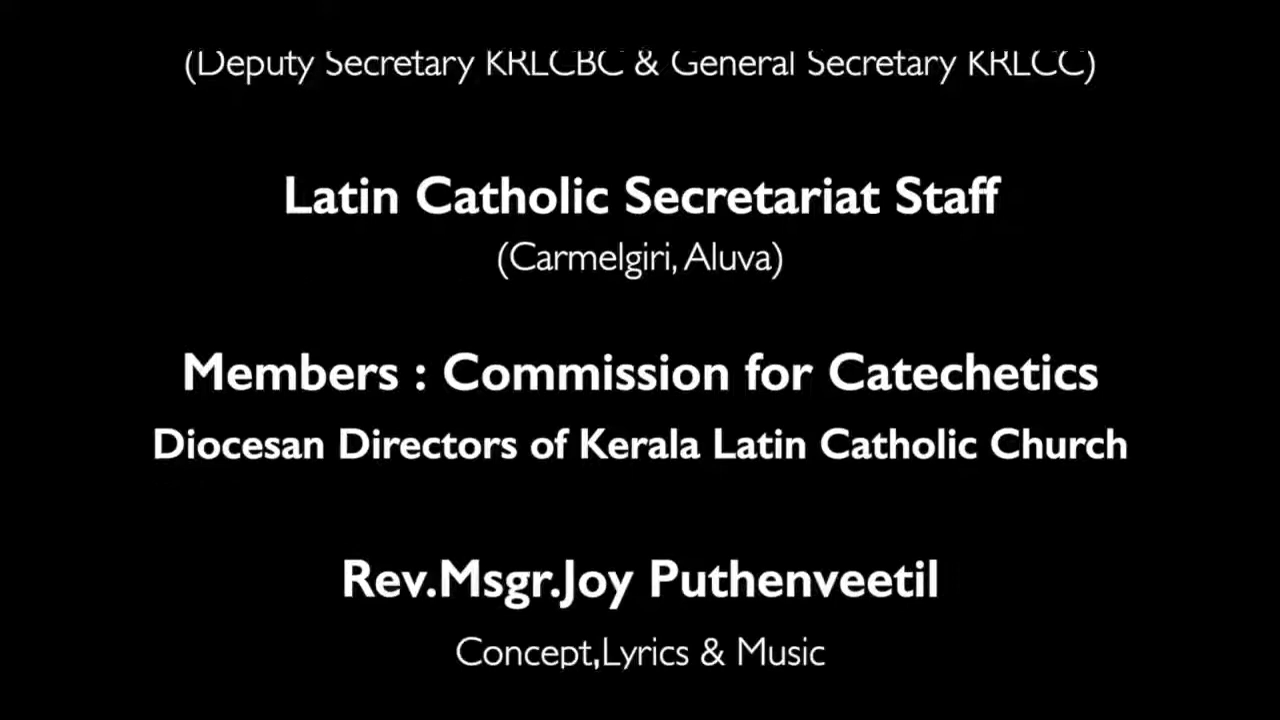 (Deputy Secretary KRLCBC & General Secretary KRLCC)
Latin Catholic Secretariat Staff
(Carmelgiri, Aluva)
Members : Commission for Catechetics
Diocesan Directors of Kerala Latin Catholic Church
Rev.Msgr.Joy Puthenveetil
Concept,Lyrics & Music